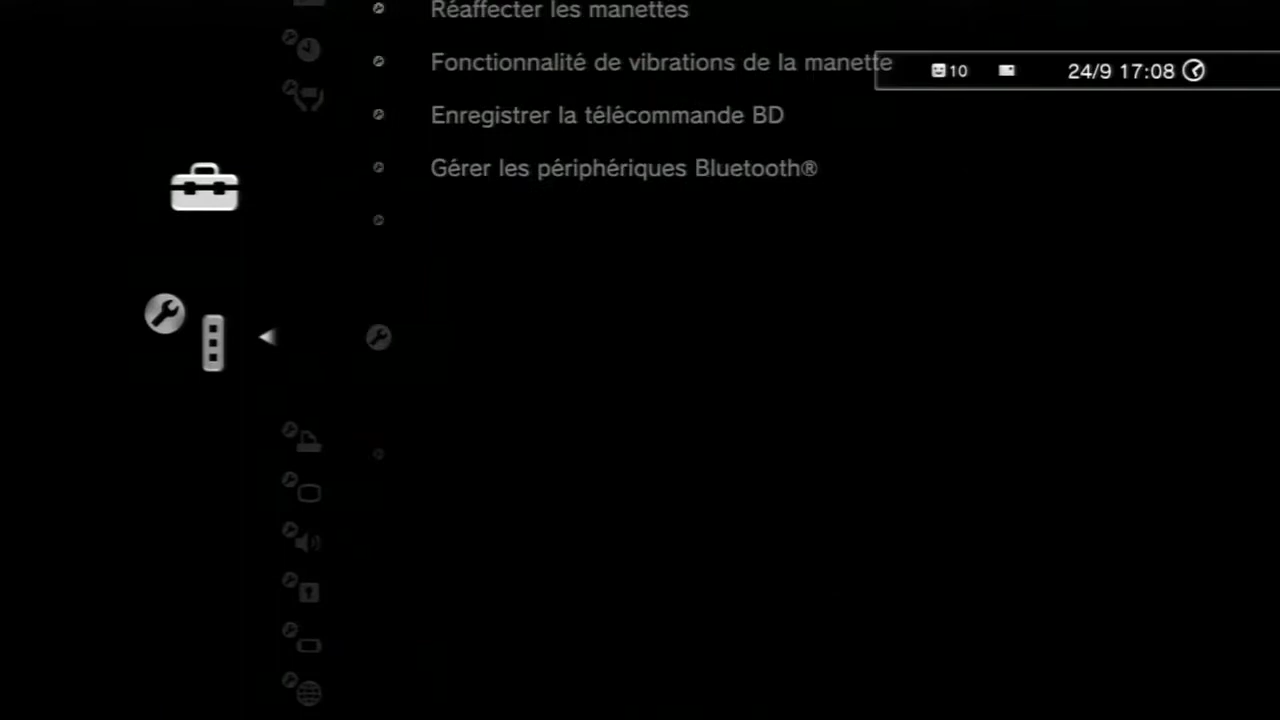 Réaffecter les manettes
Fonctionnalité de vibrations de la manette
10
24/9 17:08
Enregistrer la télécommande BD
Gérer les périphériques Bluetooth®